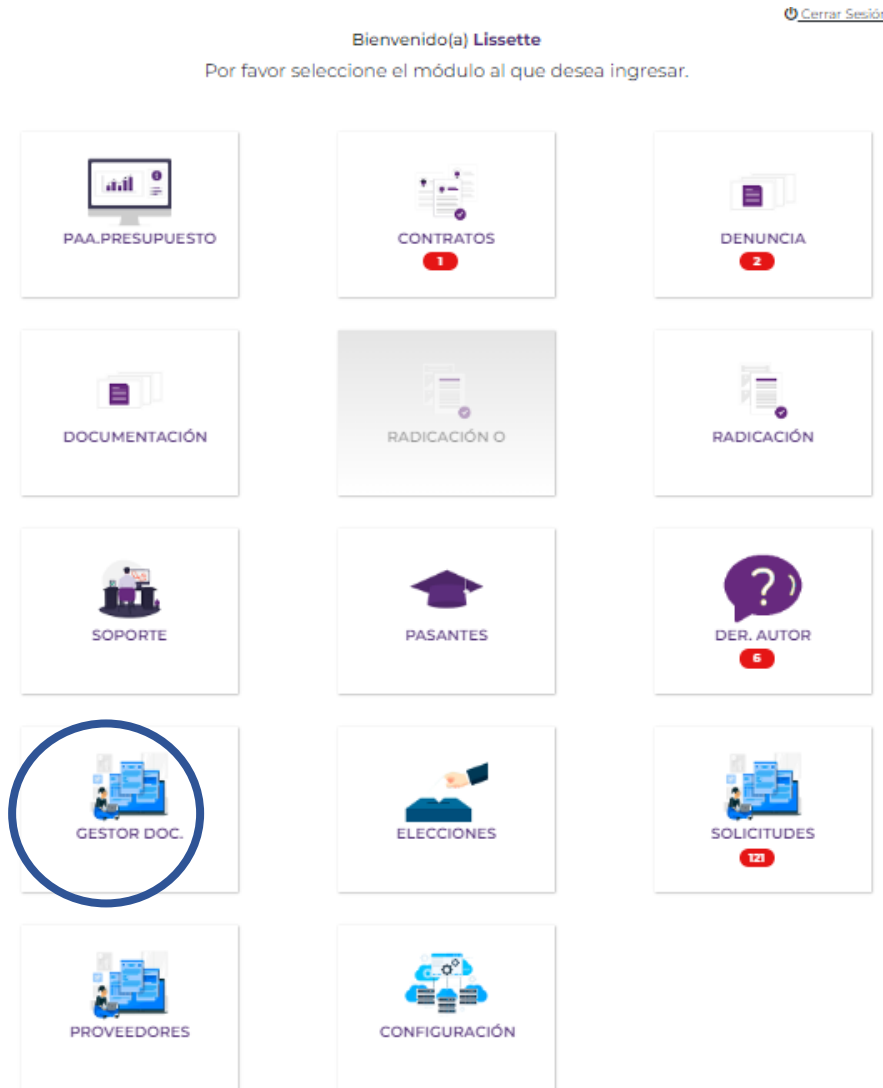 Cerrar Sesión
Bienvenido(a) Lissette
Por favor seleccione el módulo al que desea ingresar.
PAA.PRESUPUESTO
CONTRATOS
1
DENUNCIA
2
DOCUMENTACIÓN
RADICACIÓN O
RADICACIÓN
SOPORTE
PASANTES
?
DER. AUTOR
6
GESTOR DOC.
ELECCIONES
SOLICITUDES
121
PROVEEDORES
CONFIGURACIÓN